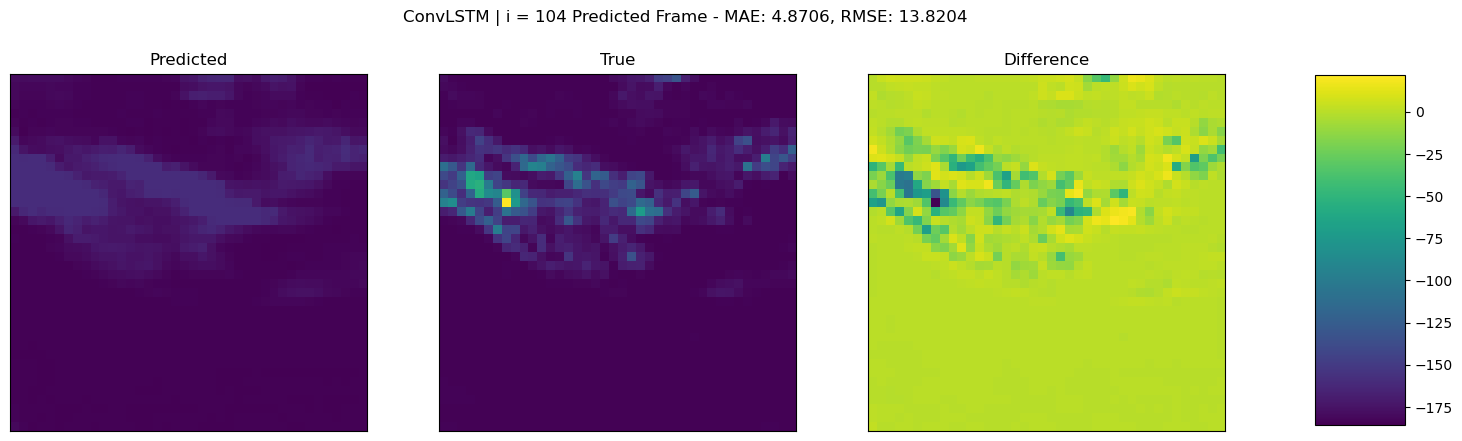 ConvLSTM | i = 104 Predicted Frame - MAE: 4.8706, RMSE: 13.8204
Predicted
True
Difference
0
−25
−50
−75
−100
−125
−150
−175